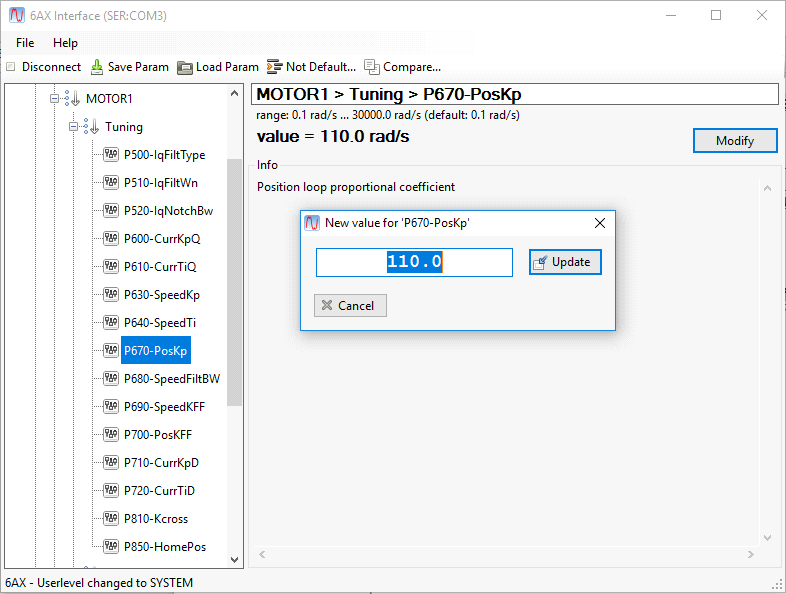 6AX Interface (SER:COM3)
File Help
Disconnect Save Param Load Param Not Default... Compare...
MOTOR1
Tuning
P500-IqFiltType
P510-IqFiltWn
P520-IqNotchBw
P600-CurrKpQ
P610-CurrTiQ
P630-SpeedKp
P640-SpeedTi
P670-PosKp
P680-SpeedFiltBW
P690-SpeedKFF
P700-PosKFF
P710-CurrKpD
P720-CurrTiD
P810-Kcross
P850-HomePos
MOTOR1 > Tuning > P670-PosKp
range: 0.1 rad/s ... 30000.0 rad/s (default: 0.1 rad/s)
value = 110.0 rad/s
Modify
Info
Position loop proportional coefficient
New value for 'P670-PosKp'
110.0
Update
Cancel
6AX - Userlevel changed to SYSTEM